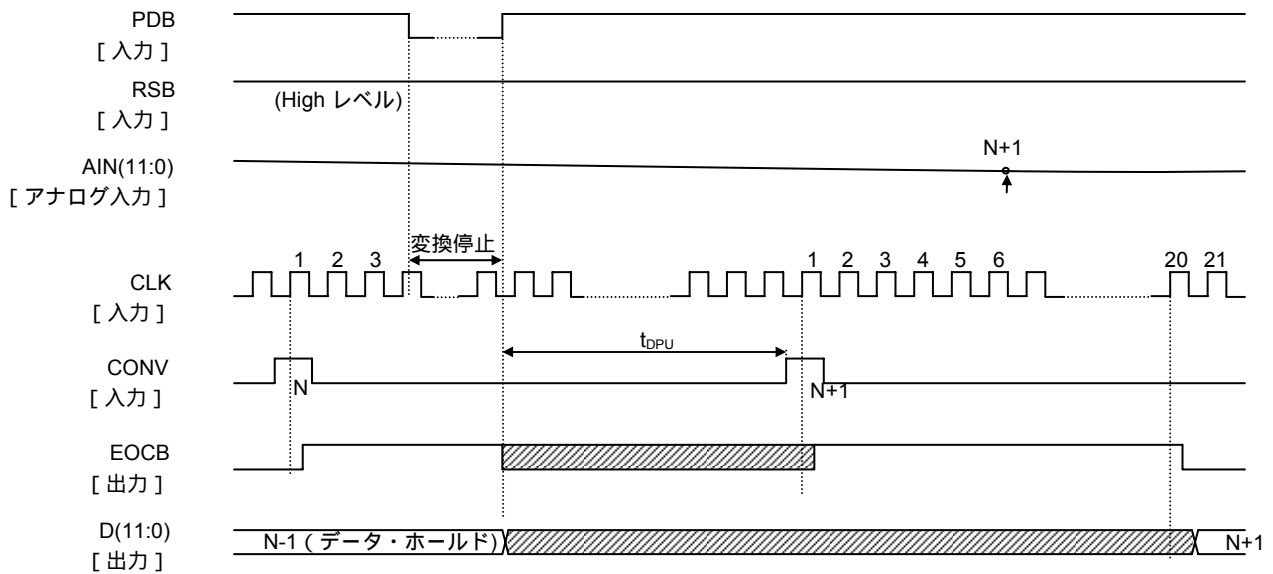 PDB
[ 入力 ]
RSB
[ 入力 ]
(High レベル)
AIN(11:0)
[ アナログ入力 ]
N+1
変換停止
CLK
[ 入力 ]
1 2 3 1 2 3 4 5 6 20 21
CONV
[ 入力 ]
N
tDPU
N+1
EOCB
[ 出力 ]
D(11:0)
[ 出力 ]
N-1 ( データ・ホールド)
N+1